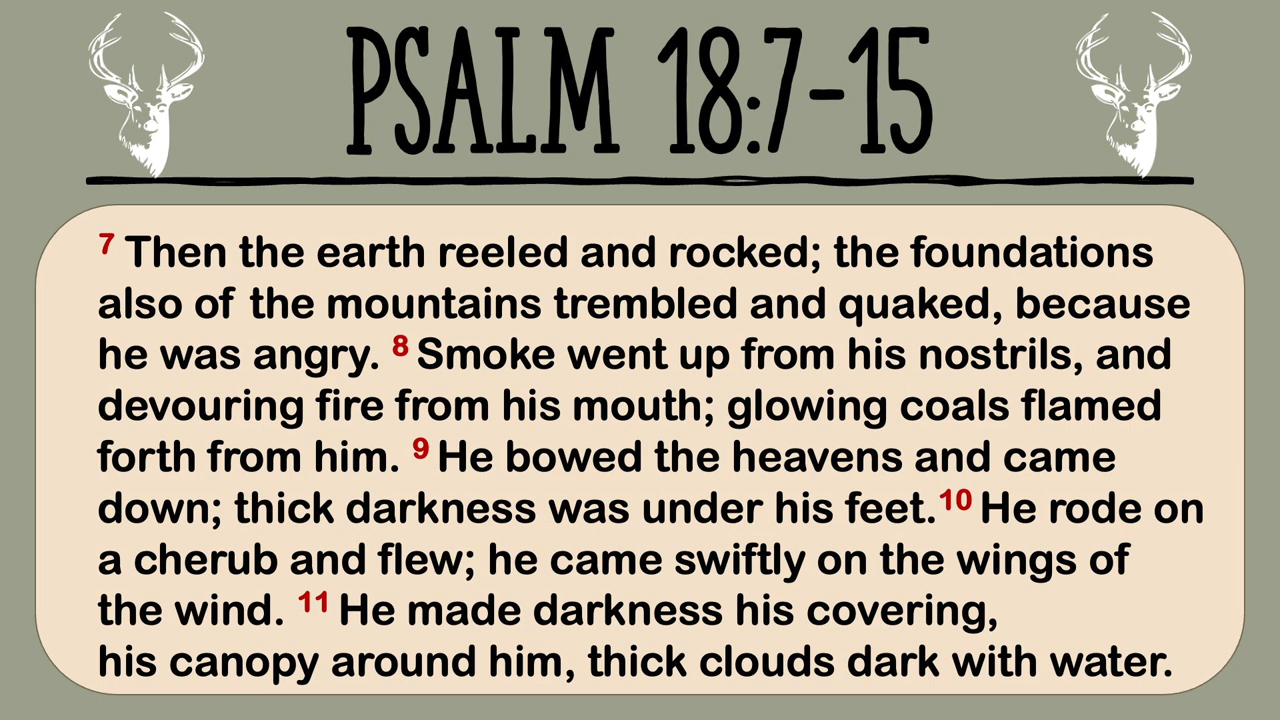 PSALM 18:7-15
7 Then the earth reeled and rocked; the foundations
also of the mountains trembled and quaked, because
he was angry. 8 Smoke went up from his nostrils, and
devouring fire from his mouth; glowing coals flamed
forth from him. 9 He bowed the heavens and came
down; thick darkness was under his feet.10 He rode on
a cherub and flew; he came swiftly on the wings of
the wind. 11 He made darkness his covering,
his canopy around him, thick clouds dark with water.